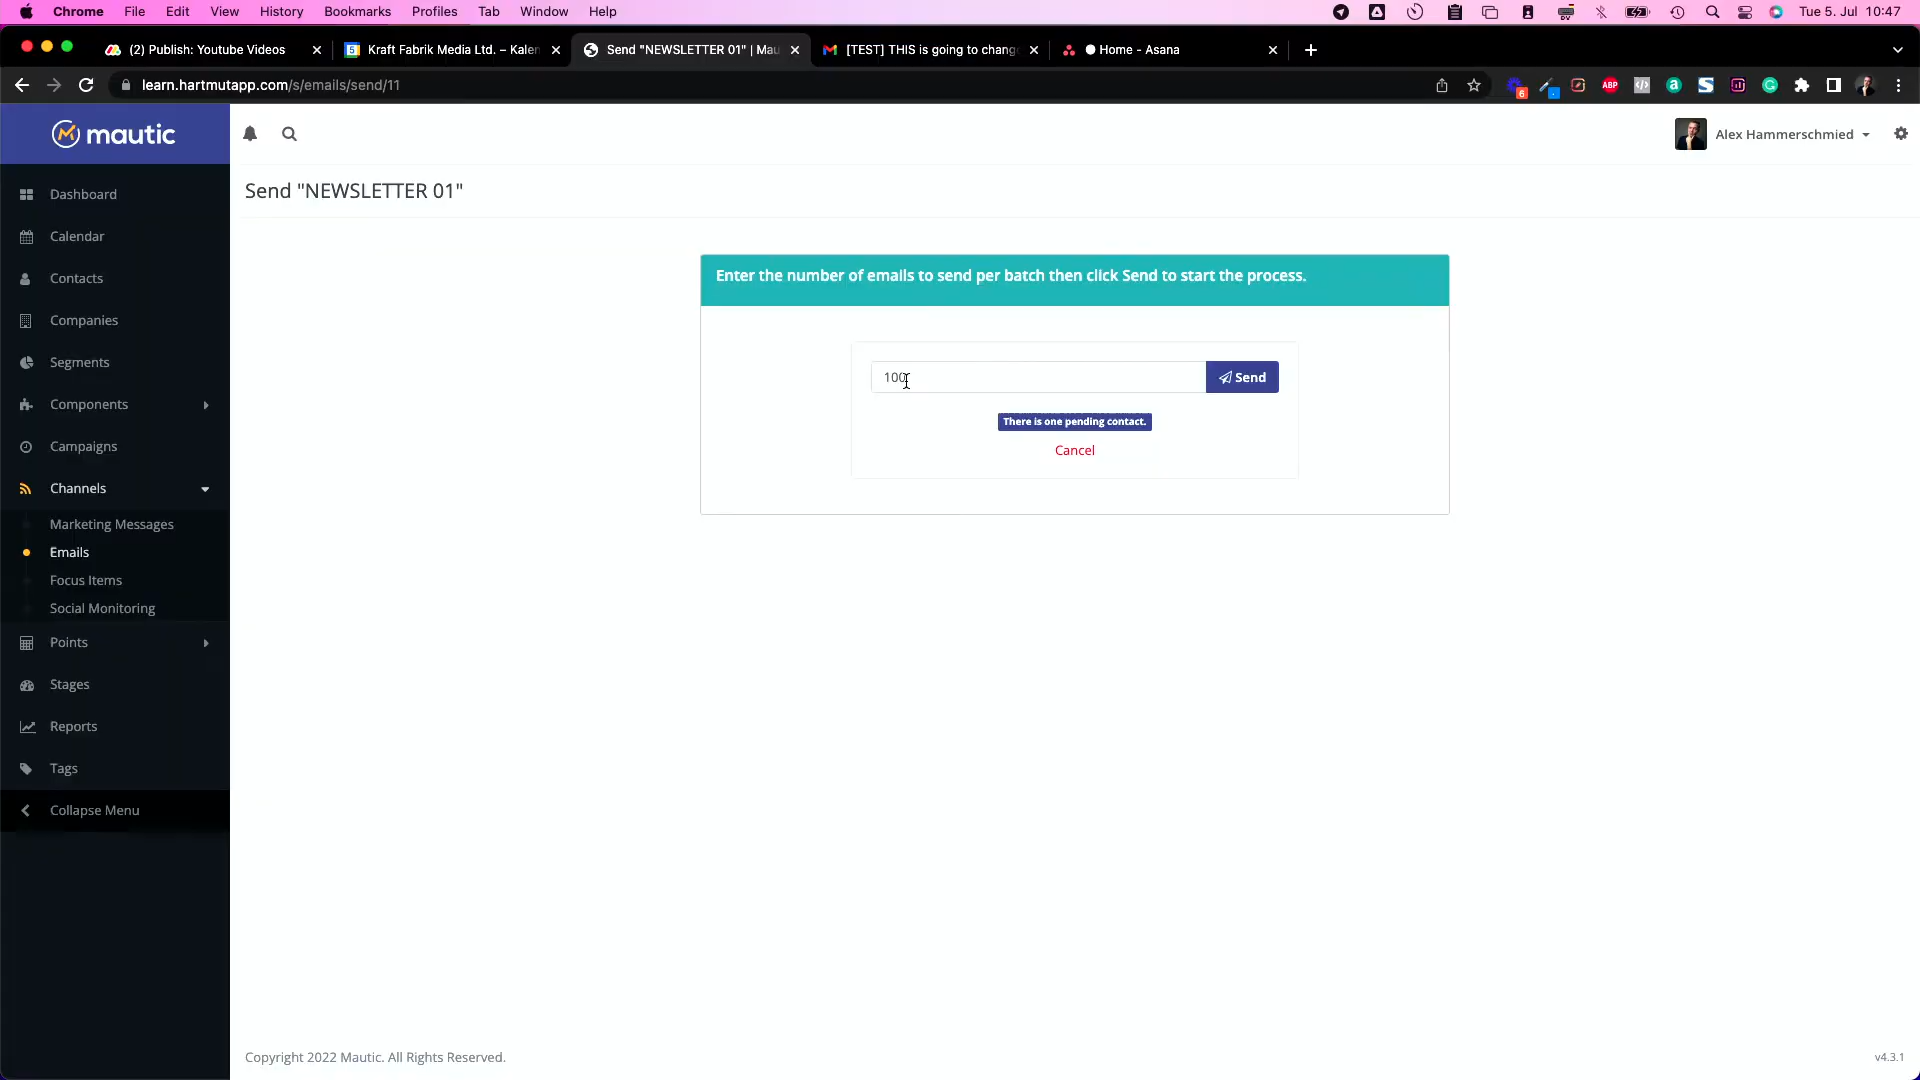 Chrome File Edit View History Bookmarks Profiles Tab Window Help Tue 5. Jul 10:47
(2) Publish: Youtube Videos Kraft Fabrik Media Ltd. – Kalen Send "NEWSLETTER 01" | Mau [TEST] THIS is going to chang Home - Asana
learn.hartmutapp.com/s/emails/send/11
mautic
Alex Hammerschmied
Send "NEWSLETTER 01"
Dashboard
Calendar
Contacts
Companies
Segments
Components
Campaigns
Channels
Marketing Messages
Emails
Focus Items
Social Monitoring
Points
Stages
Reports
Tags
Collapse Menu
Enter the number of emails to send per batch then click Send to start the process.
100
Send
There is one pending contact.
Cancel
Copyright 2022 Mautic. All Rights Reserved.
v4.3.1